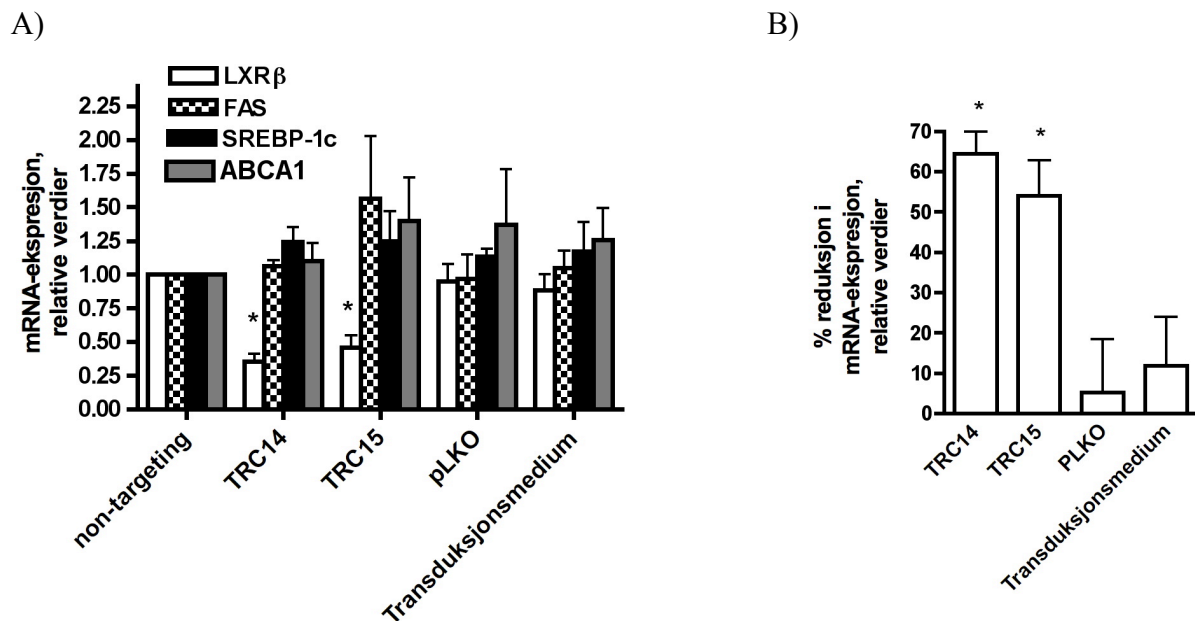 A)
LXRβ
FAS
SREBP-1c
ABCA1
mRNA-ekspresjon,
relative verdier
2.25
2.00
1.75
1.50
1.25
1.00
0.75
0.50
0.25
0.00
*
*
non-targeting
TRC14
TRC15
pLKO
Transduksjonsmedium
B)
% reduksjon i
mRNA-ekspresjon,
relative verdier
70
60
50
40
30
20
10
0
*
*
TRC14
TRC15
PLKO
Transduksjonsmedium